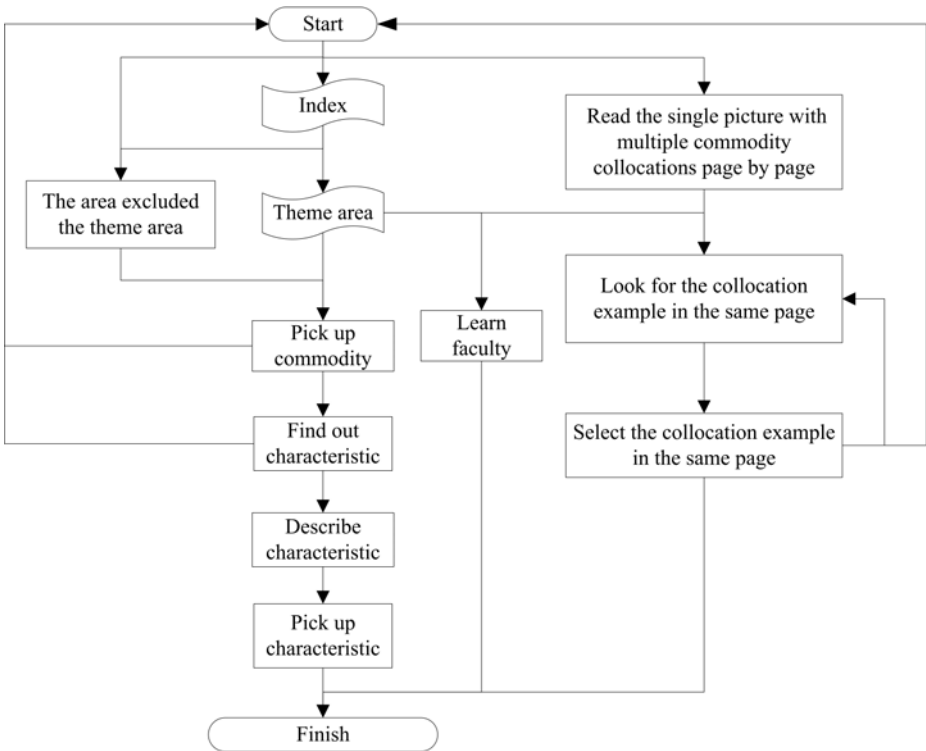 Start
Index
Read the single picture with
multiple commodity
collocations page by page
The area excluded
the theme area
Theme area
Look for the collocation
example in the same page
Learn
faculty
Pick up
commodity
Find out
characteristic
Select the collocation example
in the same page
Describe
characteristic
Pick up
characteristic
Finish